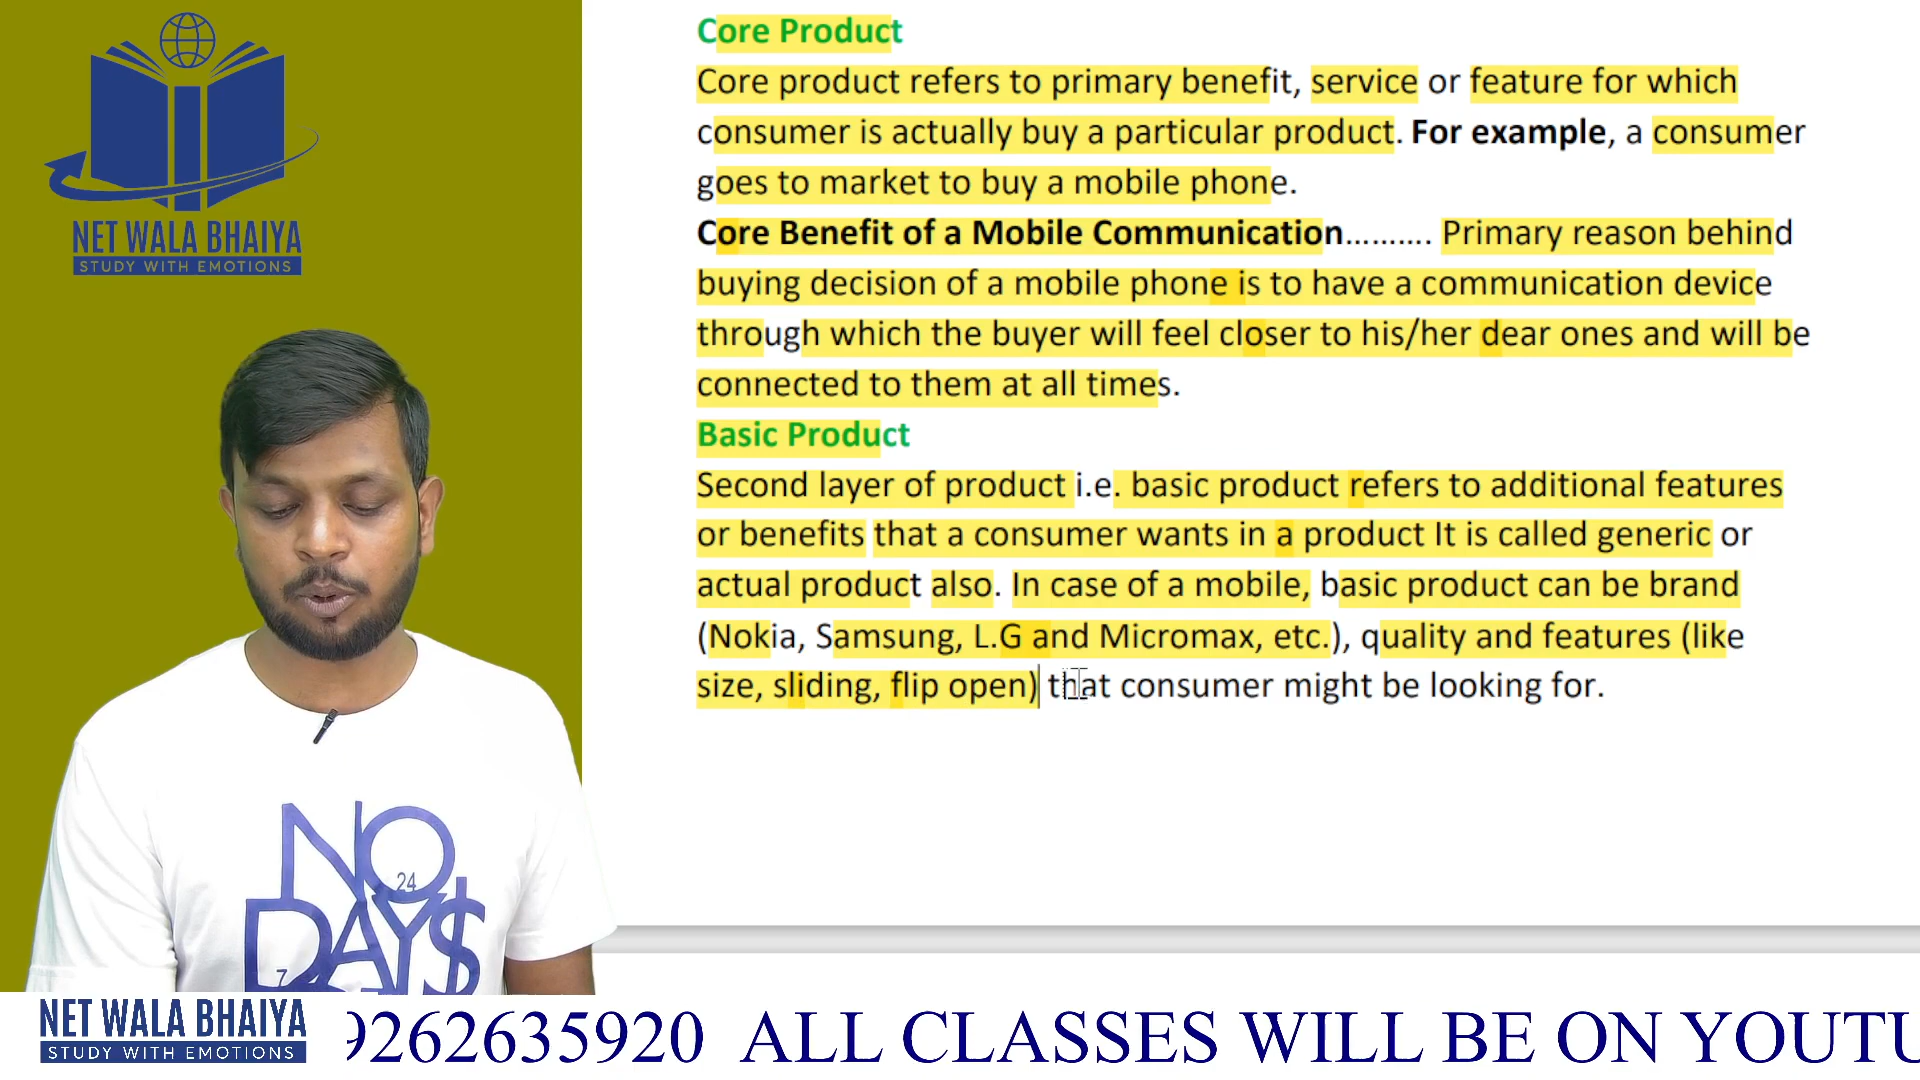 NET WALA BHAIYA
STUDY WITH EMOTIONS
Core Product
Core product refers to primary benefit, service or feature for which
consumer is actually buy a particular product. For example, a consumer
goes to market to buy a mobile phone.
Core Benefit of a Mobile Communication.......... Primary reason behind
buying decision of a mobile phone is to have a communication device
through which the buyer will feel closer to his/her dear ones and will be
connected to them at all times.
Basic Product
Second layer of product i.e. basic product refers to additional features
or benefits that a consumer wants in a product It is called generic or
actual product also. In case of a mobile, basic product can be brand
(Nokia, Samsung, L.G and Micromax, etc.), quality and features (like
size, sliding, flip open) that consumer might be looking for.
NO
24
DAY$
7
NET WALA BHAIYA
STUDY WITH EMOTIONS
9262635920 ALL CLASSES WILL BE ON YOUTU